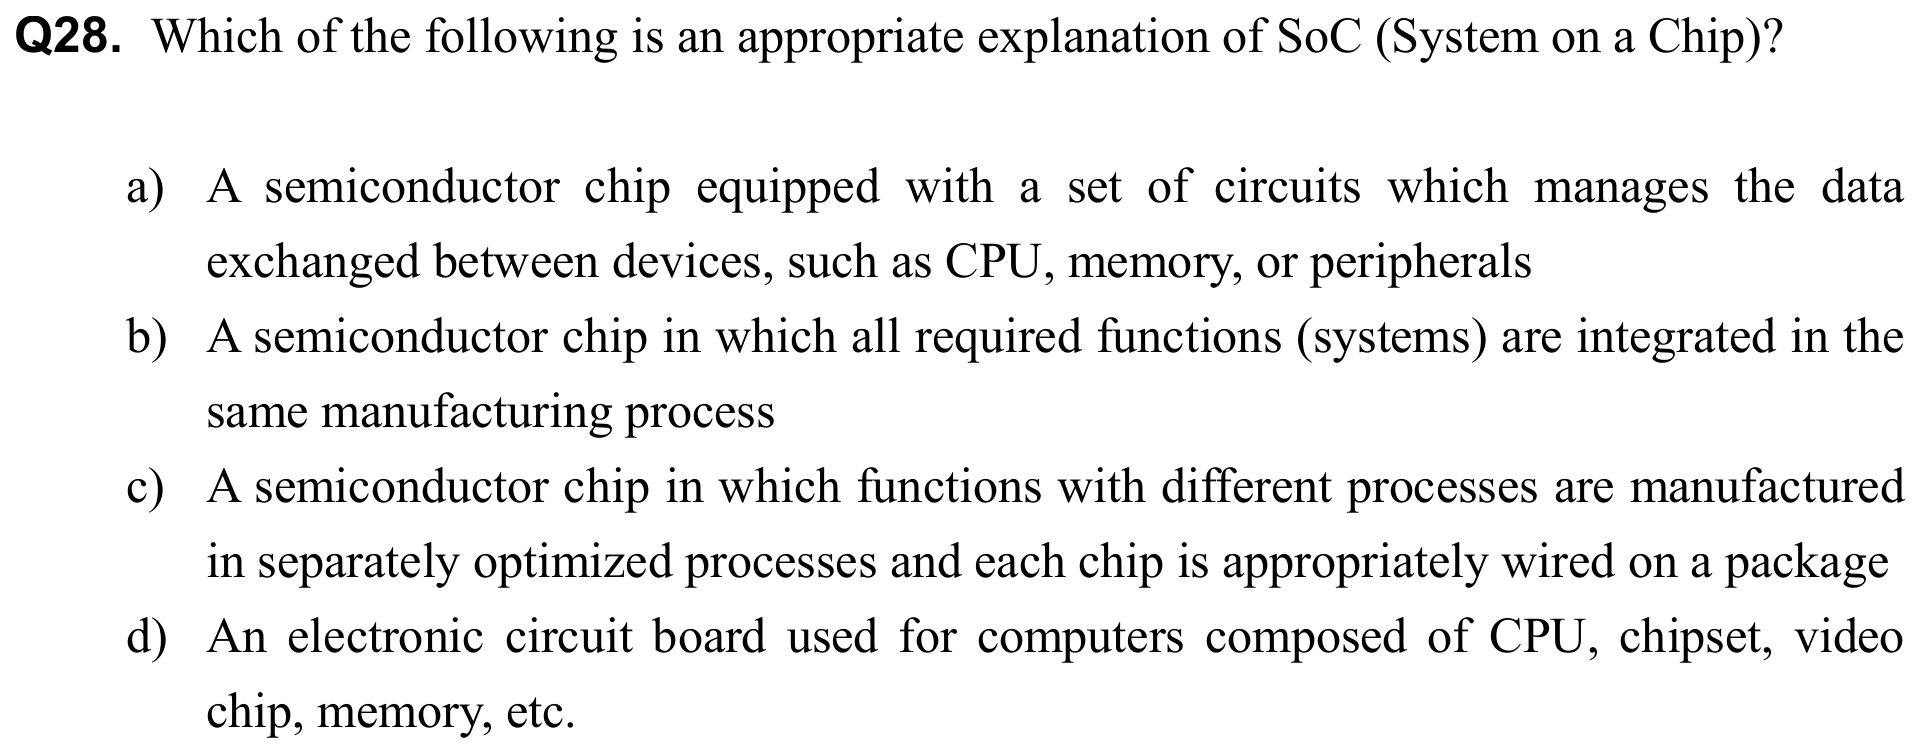 Q28. Which of the following is an appropriate explanation of SoC (System on a Chip)?
a) A semiconductor chip equipped with a set of circuits which manages the data
exchanged between devices, such as CPU, memory, or peripherals
b) A semiconductor chip in which all required functions (systems) are integrated in the
same manufacturing process
c) A semiconductor chip in which functions with different processes are manufactured
in separately optimized processes and each chip is appropriately wired on a package
d) An electronic circuit board used for computers composed of CPU, chipset, video
chip, memory, etc.